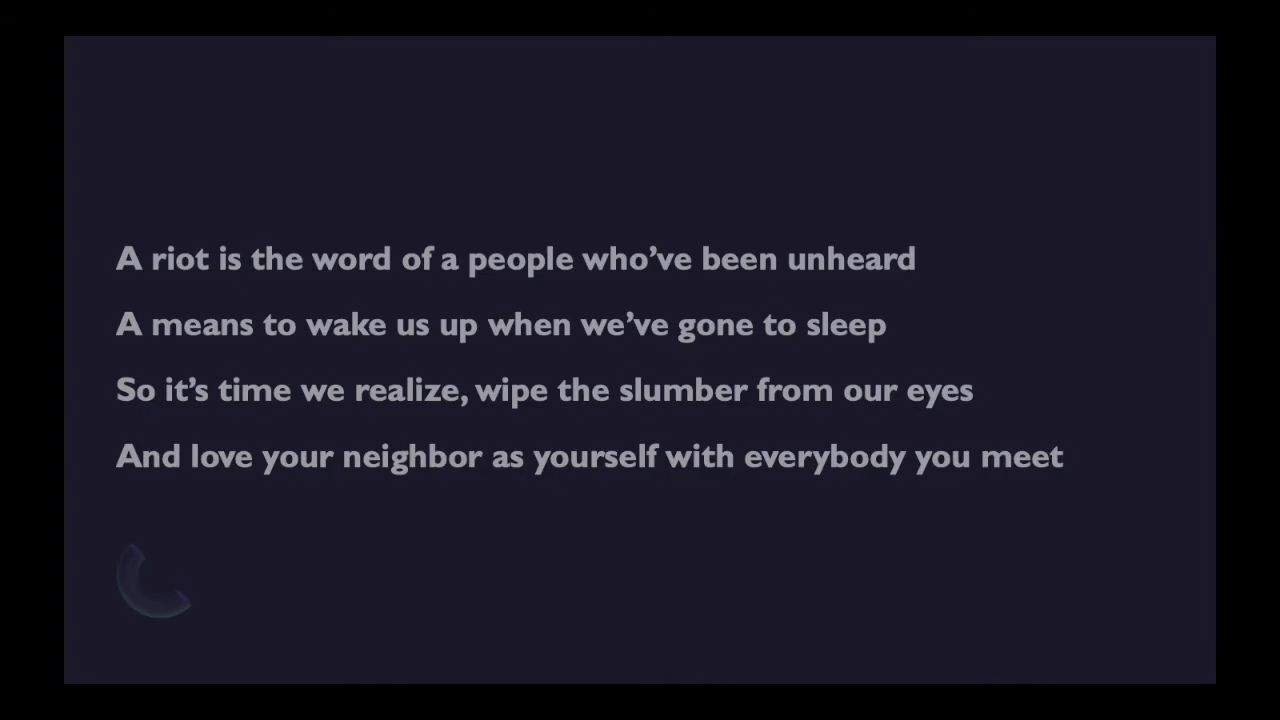 A riot is the word of a people who’ve been unheard
A means to wake us up when we’ve gone to sleep
So it’s time we realize, wipe the slumber from our eyes
And love your neighbor as yourself with everybody you meet